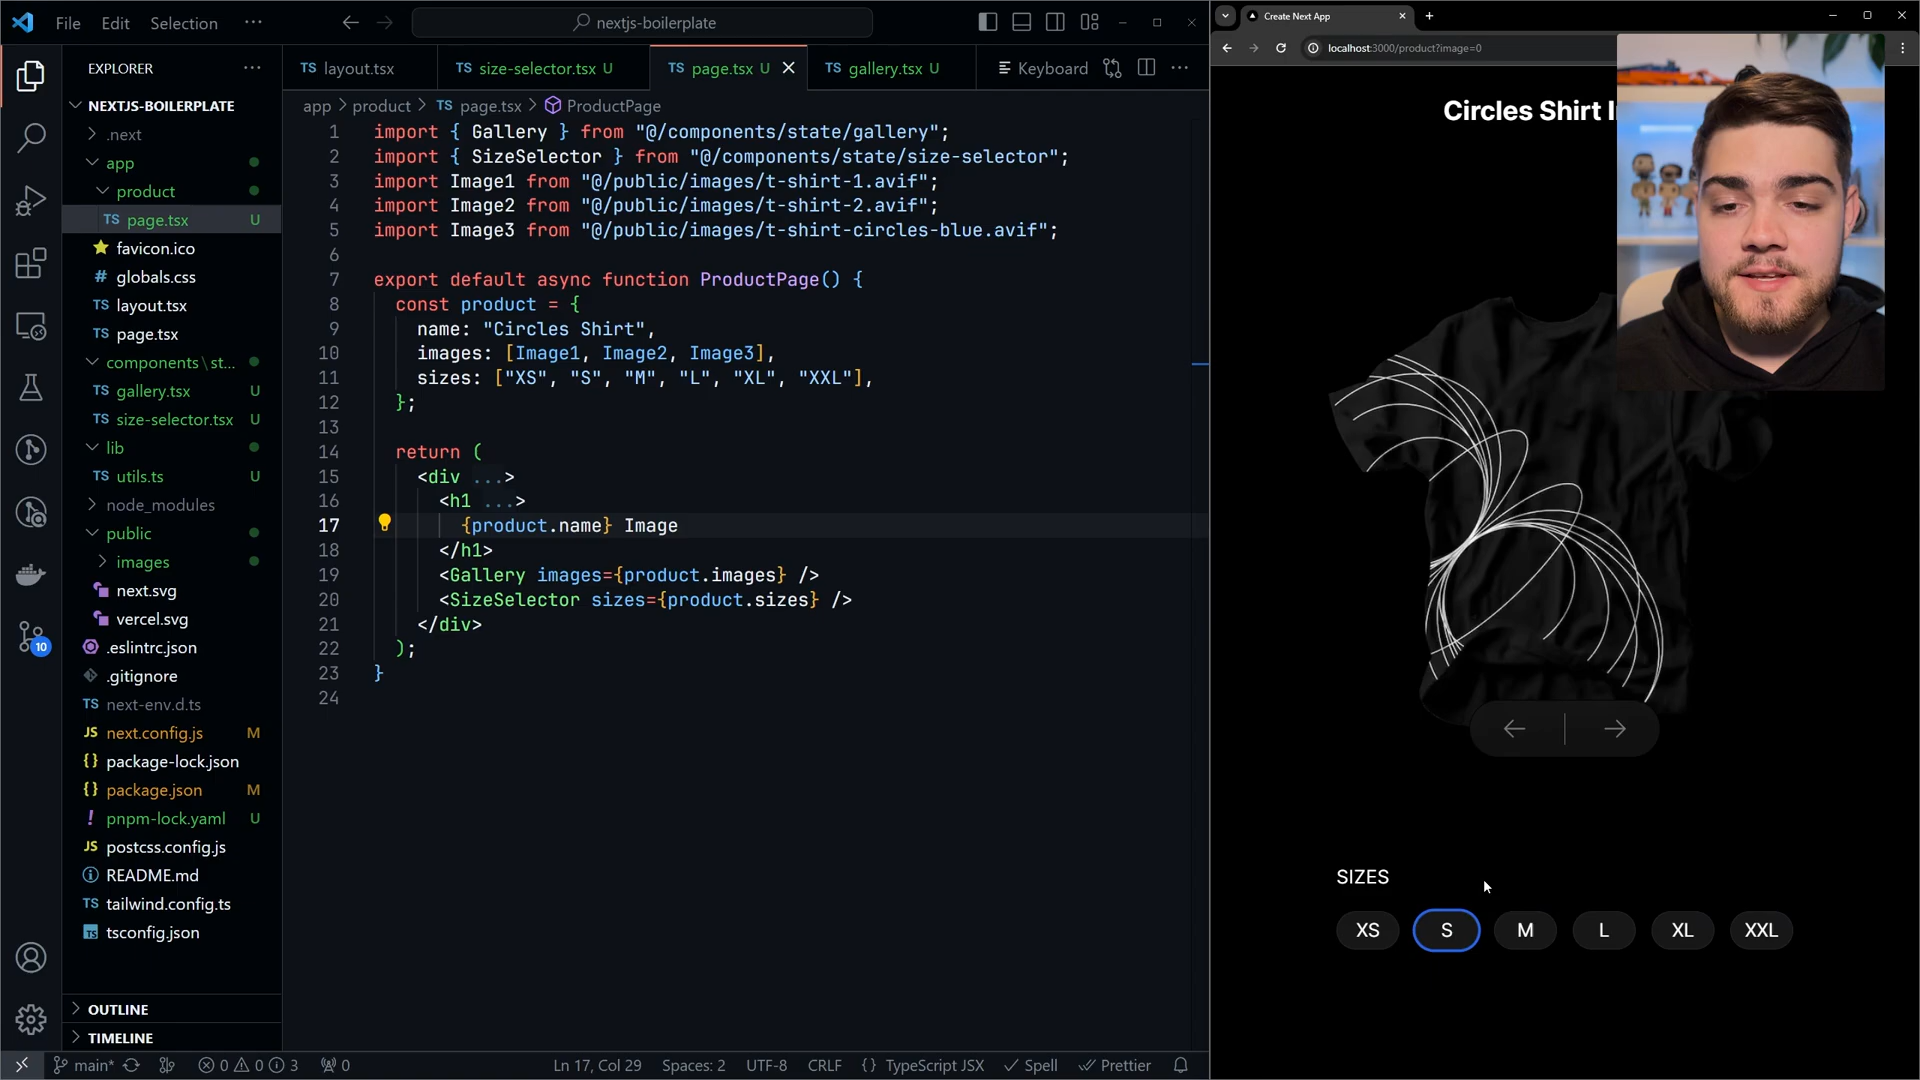 File Edit Selection ···
nextjs-boilerplate
EXPLORER ···
NEXTJS-BOILERPLATE
.next
app
product
TS page.tsx U
favicon.ico
# globals.css
TS layout.tsx
TS page.tsx
components\st...
TS gallery.tsx U
TS size-selector.tsx U
lib
TS utils.ts U
node_modules
public
images
next.svg
vercel.svg
.eslintrc.json
.gitignore
TS next-env.d.ts
JS next.config.js M
{} package-lock.json
{} package.json M
! pnpm-lock.yaml U
JS postcss.config.js
README.md
TS tailwind.config.ts
TS tsconfig.json
OUTLINE
TIMELINE
10
TS layout.tsx TS size-selector.tsx U TS page.tsx U TS gallery.tsx U Keyboard ···
app > product > TS page.tsx > ProductPage
1 import { Gallery } from "@/components/state/gallery";
2 import { SizeSelector } from "@/components/state/size-selector";
3 import Image1 from "@/public/images/t-shirt-1.avif";
4 import Image2 from "@/public/images/t-shirt-2.avif";
5 import Image3 from "@/public/images/t-shirt-circles-blue.avif";
6
7 export default async function ProductPage() {
8 const product = {
9 name: "Circles Shirt",
10 images: [Image1, Image2, Image3],
11 sizes: ["XS", "S", "M", "L", "XL", "XXL"],
12 };
13
14 return (
15 <div ...>
16 <h1 ...>
17 {product.name} Image
18 </h1>
19 <Gallery images={product.images} />
20 <SizeSelector sizes={product.sizes} />
21 </div>
22 );
23 }
24
main* 0 0 3 0 Ln 17, Col 29 Spaces: 2 UTF-8 CRLF {} TypeScript JSX Spell Prettier
Create Next App
localhost:3000/product?image=0
Circles Shirt
SIZES
XS S M L XL XXL